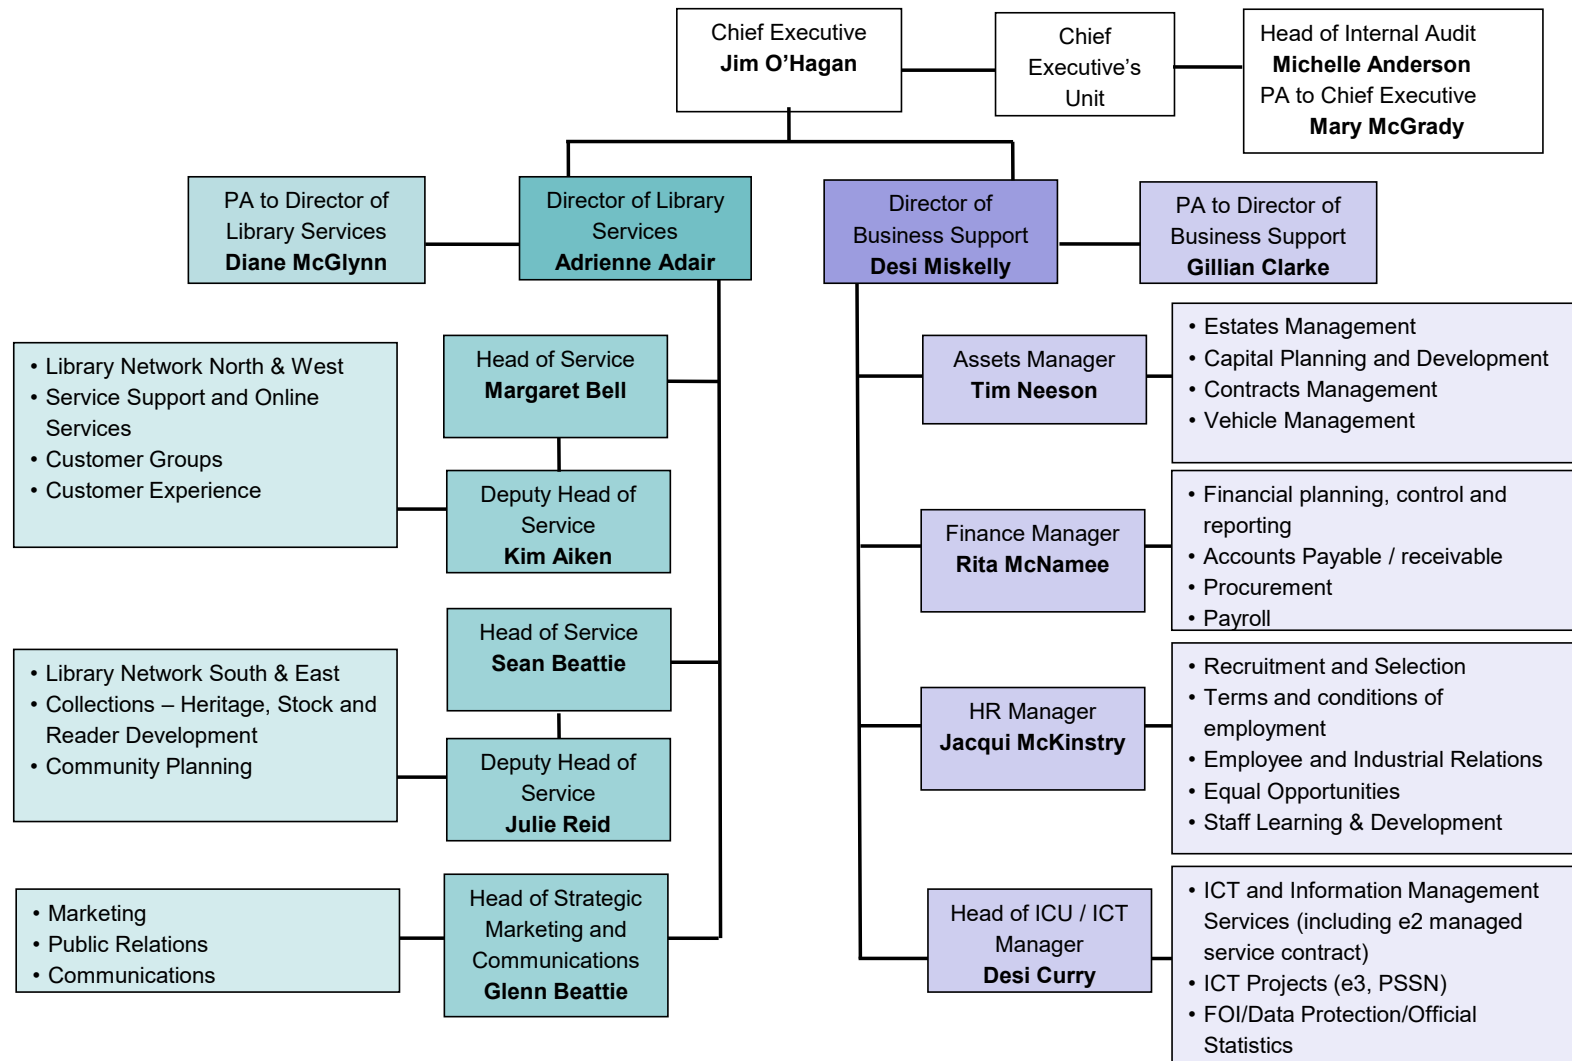 Chief Executive
Jim O’Hagan
Chief
Executive’s
Unit
Head of Internal Audit
Michelle Anderson
PA to Chief Executive
Mary McGrady
PA to Director of
Library Services
Diane McGlynn
Director of Library
Services
Adrienne Adair
Director of
Business Support
Desi Miskelly
PA to Director of
Business Support
Gillian Clarke
• Library Network North & West
• Service Support and Online
Services
• Customer Groups
• Customer Experience
Head of Service
Margaret Bell
Deputy Head of
Service
Kim Aiken
• Library Network South & East
• Collections – Heritage, Stock and
Reader Development
• Community Planning
Head of Service
Sean Beattie
Deputy Head of
Service
Julie Reid
• Marketing
• Public Relations
• Communications
Head of Strategic
Marketing and
Communications
Glenn Beattie
Assets Manager
Tim Neeson
• Estates Management
• Capital Planning and Development
• Contracts Management
• Vehicle Management
Finance Manager
Rita McNamee
• Financial planning, control and
reporting
• Accounts Payable / receivable
• Procurement
• Payroll
HR Manager
Jacqui McKinstry
• Recruitment and Selection
• Terms and conditions of
employment
• Employee and Industrial Relations
• Equal Opportunities
• Staff Learning & Development
Head of ICU / ICT
Manager
Desi Curry
• ICT and Information Management
Services (including e2 managed
service contract)
• ICT Projects (e3, PSSN)
• FOI/Data Protection/Official
Statistics